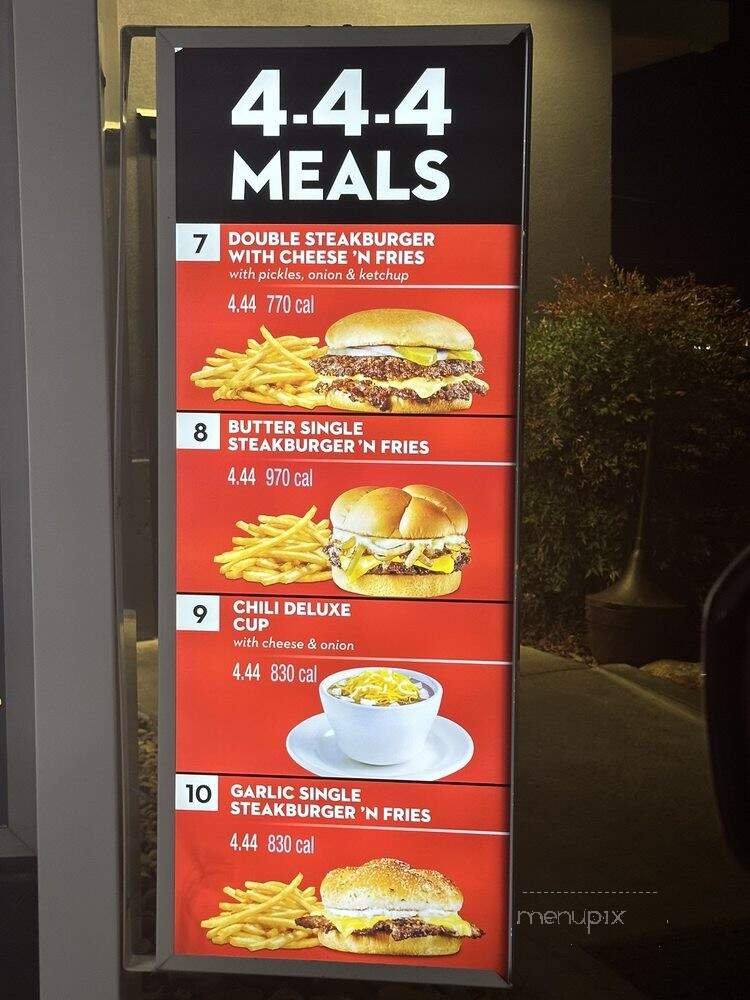 4-4-4
MEALS
7
DOUBLE STEAKBURGER
WITH CHEESE 'N FRIES
with pickles, onion & ketchup
4.44 770 cal
8
BUTTER SINGLE
STEAKBURGER 'N FRIES
4.44 970 cal
9
CHILI DELUXE
CUP
with cheese & onion
4.44 830 cal
10
GARLIC SINGLE
STEAKBURGER 'N FRIES
4.44 830 cal
menupix